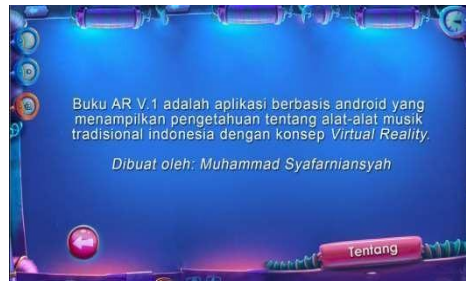 Buku AR V.1 adalah aplikasi berbasis android yang
menampilkan pengetahuan tentang alat-alat musik
tradisional indonesia dengan konsep Virtual Reality.
Dibuat oleh: Muhammad Syafarniansyah
Tentang